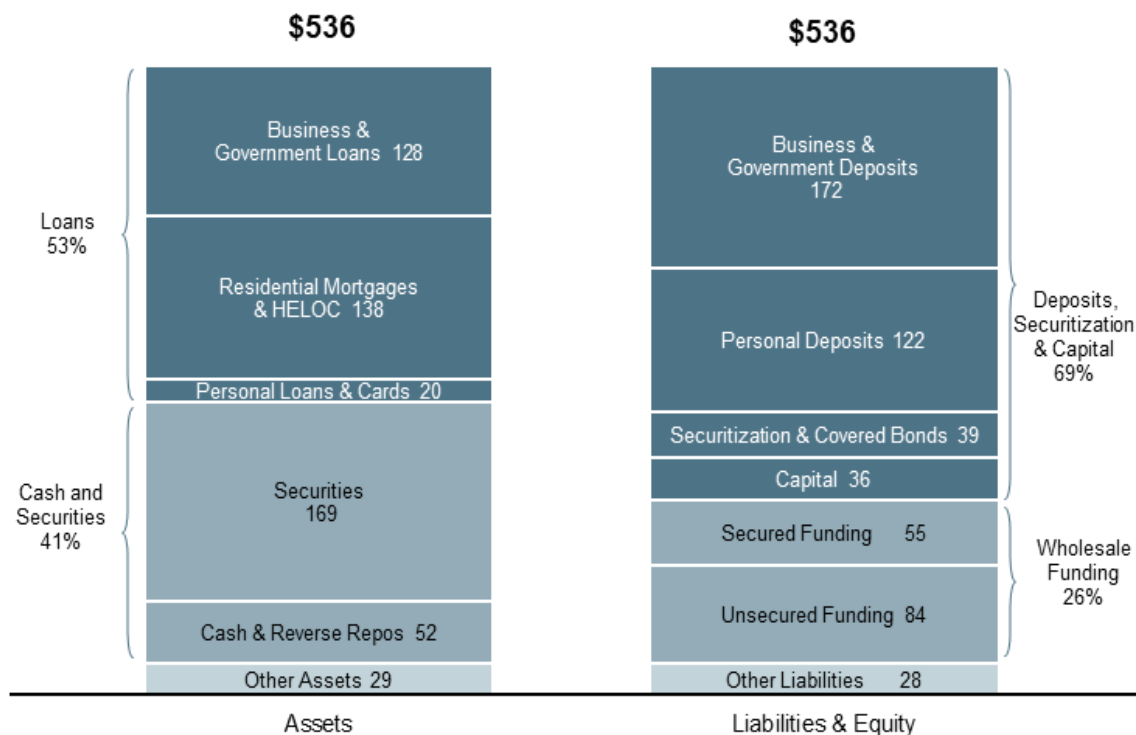 $536
$536
Business &
Government Loans 128
Residential Mortgages
& HELOC 138
Personal Loans & Cards 20
Securities
169
Cash & Reverse Repos 52
Other Assets 29
Loans
53%
Cash and
Securities
41%
Business &
Government Deposits
172
Personal Deposits 122
Securitization & Covered Bonds 39
Capital 36
Secured Funding 55
Unsecured Funding 84
Other Liabilities 28
Deposits,
Securitization
& Capital
69%
Wholesale
Funding
26%
Assets
Liabilities & Equity